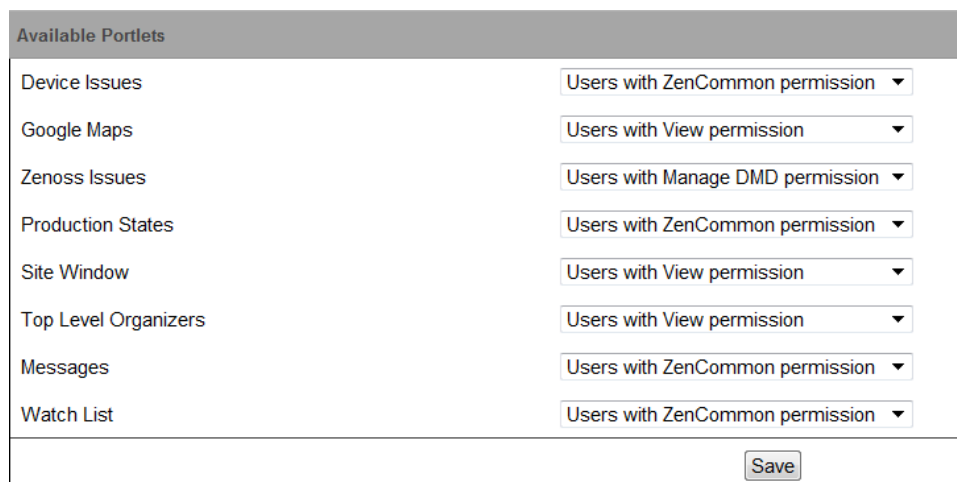 Available Portlets
Device Issues Users with ZenCommon permission
Google Maps Users with View permission
Zenoss Issues Users with Manage DMD permission
Production States Users with ZenCommon permission
Site Window Users with View permission
Top Level Organizers Users with View permission
Messages Users with ZenCommon permission
Watch List Users with ZenCommon permission
Save